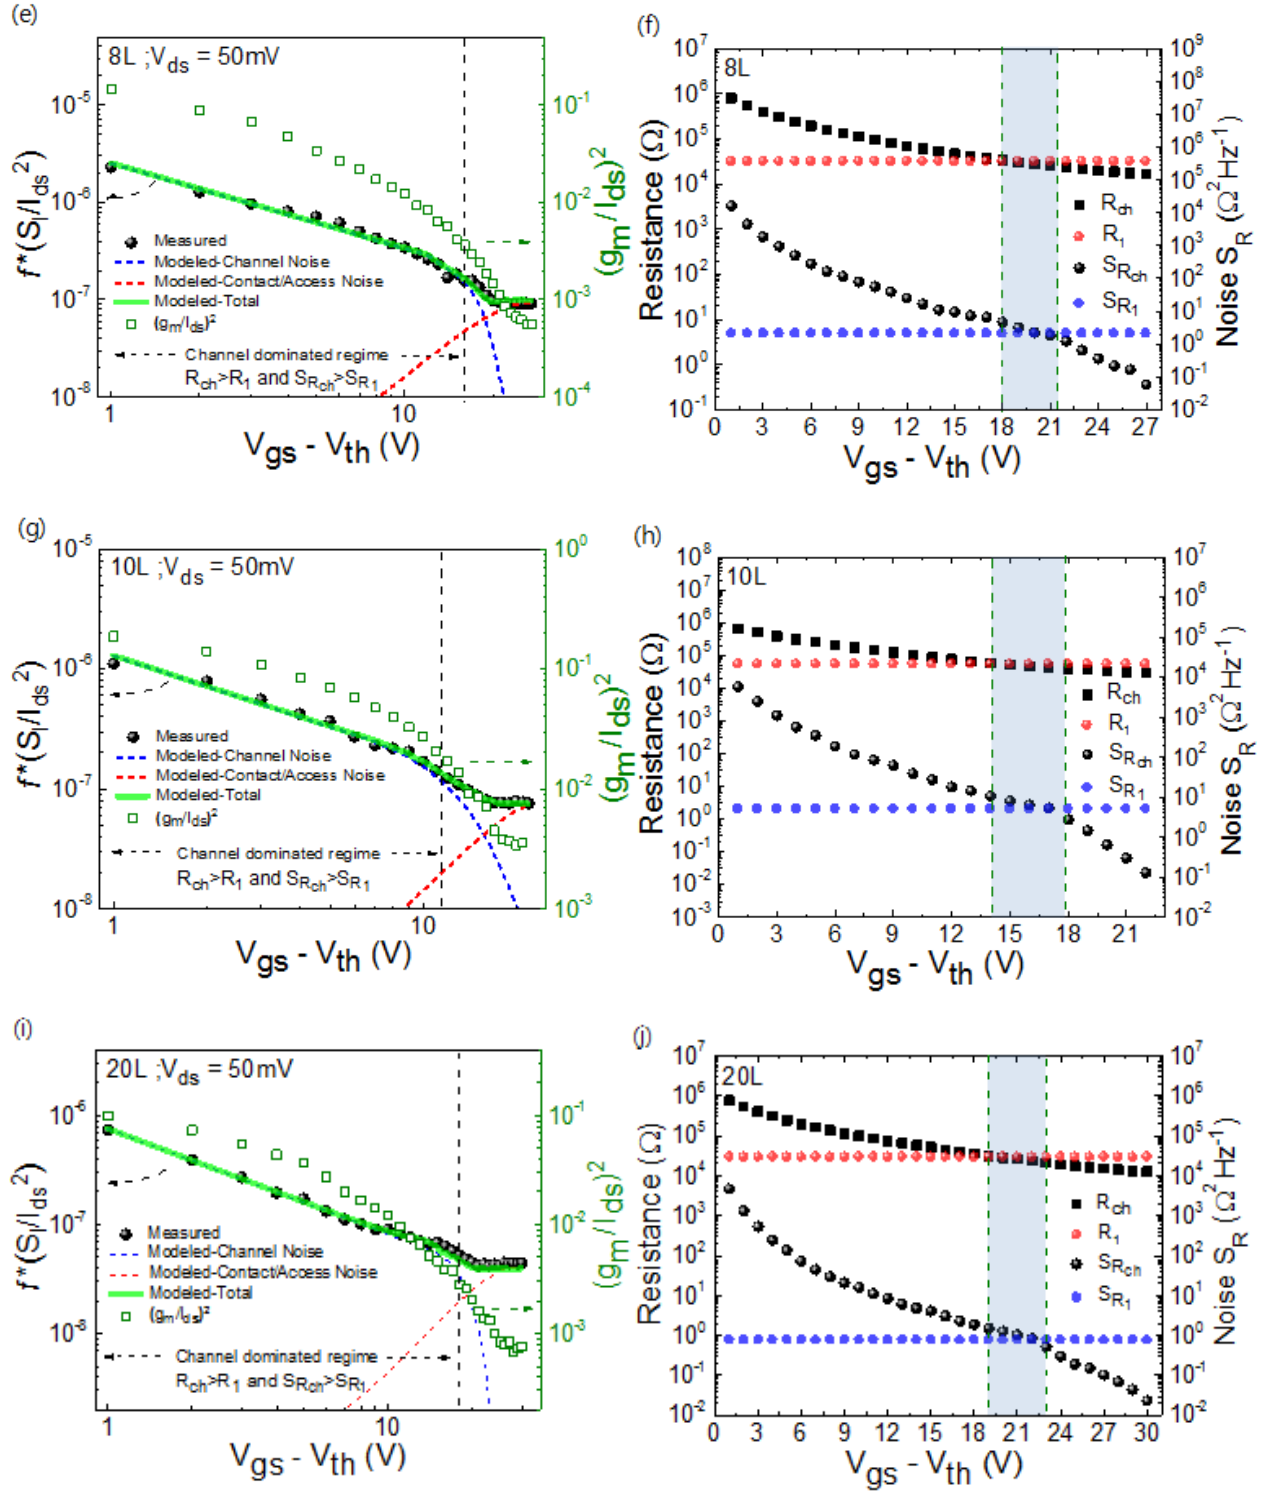 (e)
8L ;Vds = 50mV
10⁻⁵
10⁻⁶
10⁻⁷
10⁻⁸
f*(SI/Ids²)
10⁻¹
10⁻²
10⁻³
10⁻⁴
(gm/Ids)²
Measured
Modeled-Channel Noise
Modeled-Contact/Access Noise
Modeled-Total
(gm/Ids)²
Channel dominated regime
Rch>R1 and SRch>SR1
1
10
Vgs - Vth (V)
(f)
8L
10⁷
10⁶
10⁵
10⁴
10³
10²
10¹
10⁰
10⁻¹
Resistance (Ω)
10⁹
10⁸
10⁷
10⁶
10⁵
10⁴
10³
10²
10¹
10⁰
10⁻¹
10⁻²
Noise SR (Ω²Hz⁻¹)
Rch
R1
SRch
SR1
0 3 6 9 12 15 18 21 24 27
Vgs - Vth (V)
(g)
10L ;Vds = 50mV
10⁻⁵
10⁻⁶
10⁻⁷
10⁻⁸
f*(SI/Ids²)
10⁰
10⁻¹
10⁻²
10⁻³
(gm/Ids)²
Measured
Modeled-Channel Noise
Modeled-Contact/Access Noise
Modeled-Total
(gm/Ids)²
Channel dominated regime
Rch>R1 and SRch>SR1
1
10
Vgs - Vth (V)
(h)
10L
10⁸
10⁷
10⁶
10⁵
10⁴
10³
10²
10¹
10⁰
10⁻¹
10⁻²
10⁻³
Resistance (Ω)
10⁷
10⁶
10⁵
10⁴
10³
10²
10¹
10⁰
10⁻¹
10⁻²
Noise SR (Ω²Hz⁻¹)
Rch
R1
SRch
SR1
0 3 6 9 12 15 18 21
Vgs - Vth (V)
(i)
20L ;Vds = 50mV
10⁻⁶
10⁻⁷
10⁻⁸
f*(SI/Ids²)
10⁻¹
10⁻²
10⁻³
(gm/Ids)²
Measured
Modeled-Channel Noise
Modeled-Contact/Access Noise
Modeled-Total
(gm/Ids)²
Channel dominated regime
Rch>R1 and SRch>SR1
1
10
Vgs - Vth (V)
(j)
20L
10⁷
10⁶
10⁵
10⁴
10³
10²
10¹
10⁰
10⁻¹
10⁻²
Resistance (Ω)
10⁷
10⁶
10⁵
10⁴
10³
10²
10¹
10⁰
10⁻¹
10⁻²
Noise SR (Ω²Hz⁻¹)
Rch
R1
SRch
SR1
0 3 6 9 12 15 18 21 24 27 30
Vgs - Vth (V)